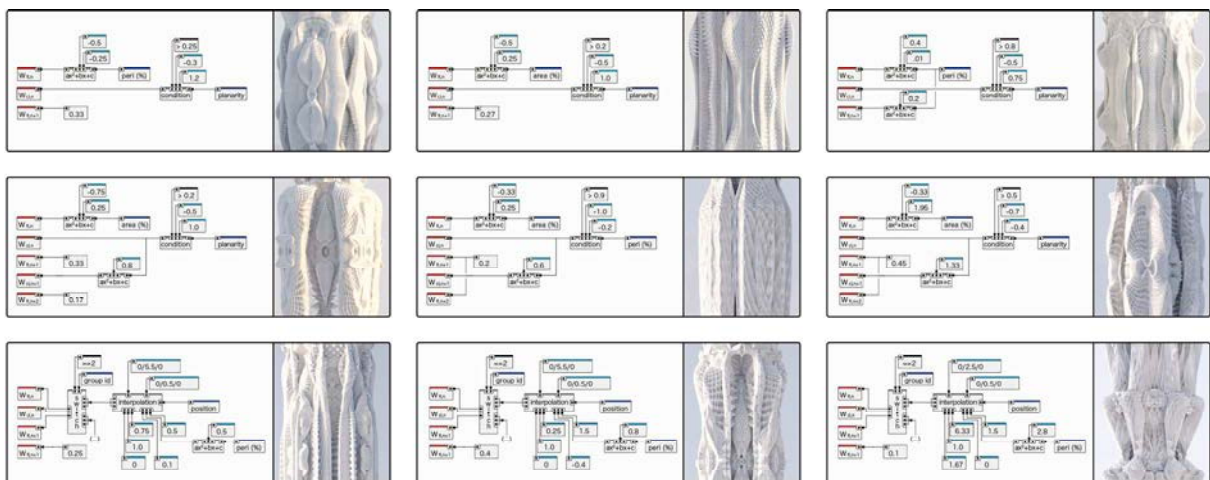 -0.5
-0.25
> 0.25
-0.3
1.2
W f,n
ax²+bx+c
peri (%)
condition
planarity
0.33
-0.5
0.25
> 0.2
-0.5
1.0
W f,n
ax²+bx+c
area (%)
condition
planarity
0.27
0.4
.01
> 0.8
-0.5
0.75
W f,n
ax²+bx+c
peri (%)
0.2
condition
planarity
ax²+bx+c
-0.75
0.25
> 0.2
-0.5
1.0
ax²+bx+c
area (%)
condition
planarity
0.33
0.8
ax²+bx+c
0.17
-0.33
0.25
> 0.9
-1.0
-0.2
ax²+bx+c
area (%)
condition
peri (%)
0.2
0.6
ax²+bx+c
-0.33
1.95
> 0.5
-0.7
-0.4
ax²+bx+c
area (%)
condition
planarity
0.45
1.33
ax²+bx+c
==2
group id
0/5.5/0
0/0.5/0
switch
interpolation
position
{...}
0.75
0.5
0.5
1.0
ax²+bx+c
peri (%)
0.25
0
0.1
==2
group id
0/5.5/0
0/0.5/0
switch
interpolation
position
{...}
0.25
1.5
0.8
1.0
ax²+bx+c
peri (%)
0.4
0
-0.4
==2
group id
0/2.5/0
0/0.5/0
switch
interpolation
position
{...}
6.33
1.5
2.8
1.0
ax²+bx+c
peri (%)
0.1
1.67
0